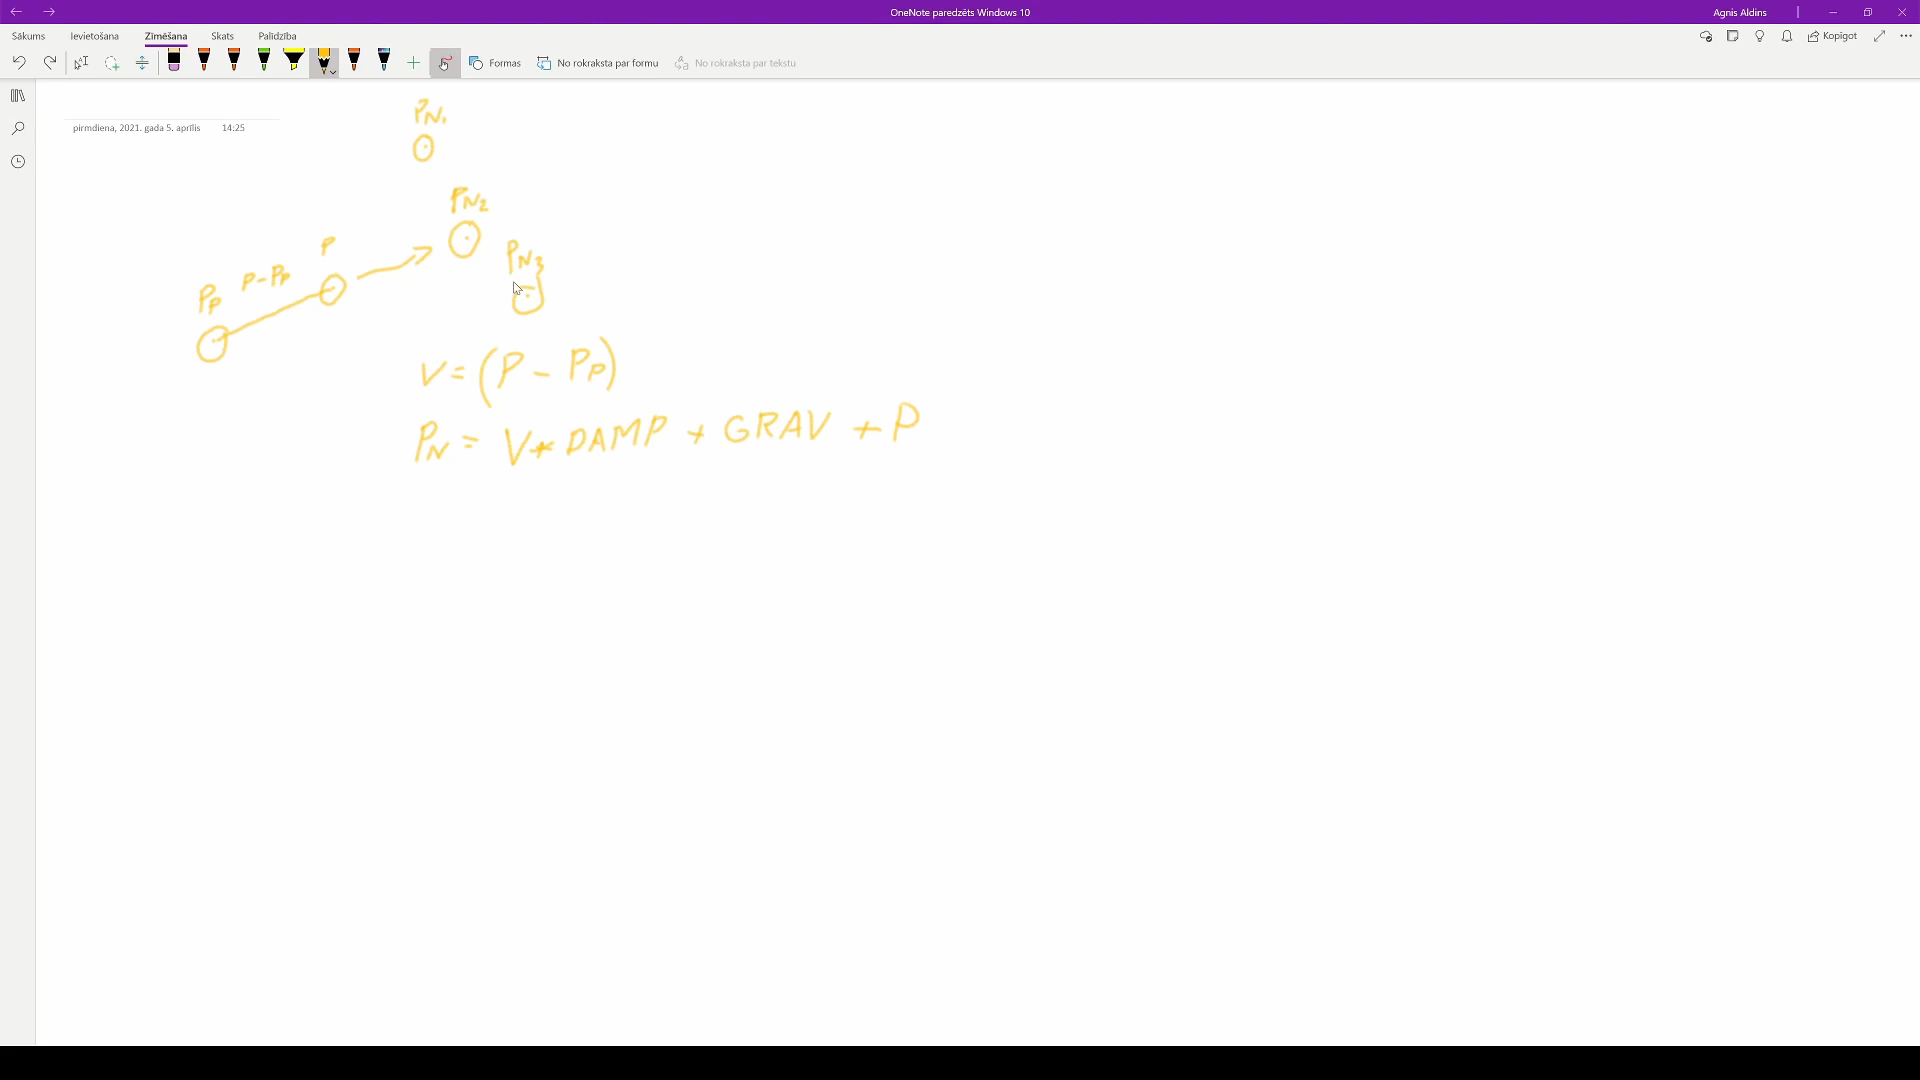 OneNote paredzēts Windows 10
Agnis Aldins
Sākums Ievietošana Zīmēšana Skats Palīdzība
Kopīgot
Formas No rokraksta par formu No rokraksta par tekstu
pirmdiena, 2021. gada 5. aprīlis 14:25
PN1
PN2
P
PN3
P-PP
PP
V = (P - PP)
PN = V * DAMP + GRAV + P